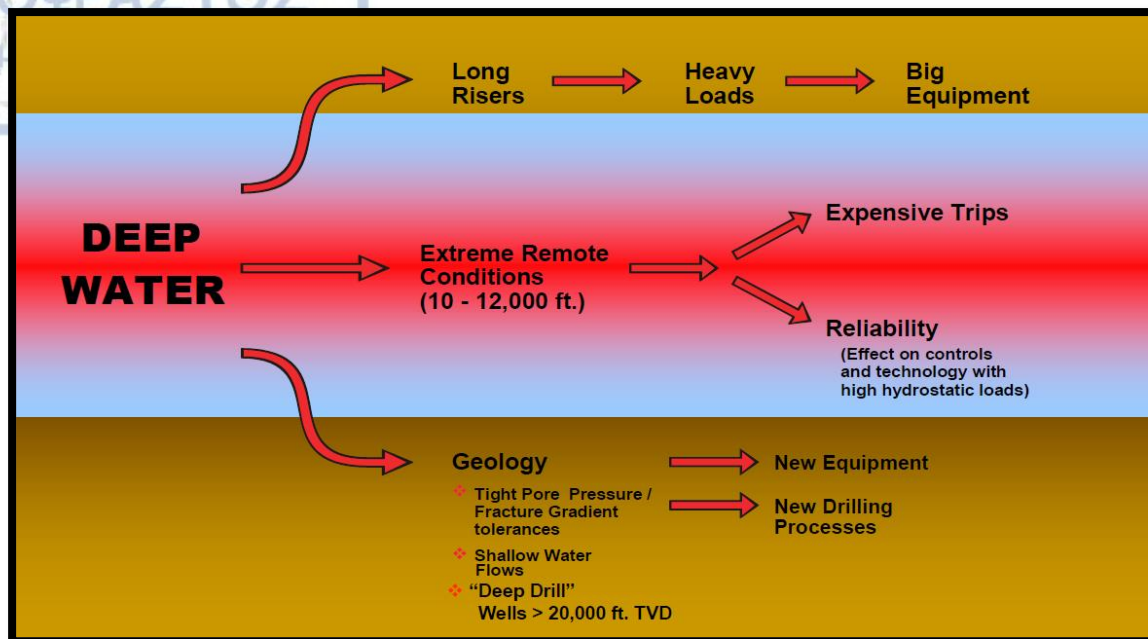 DEEP
WATER
Long
Risers
Heavy
Loads
Big
Equipment
Extreme Remote
Conditions
(10 - 12,000 ft.)
Expensive Trips
Reliability
(Effect on controls
and technology with
high hydrostatic loads)
Geology
Tight Pore Pressure /
Fracture Gradient
tolerances
Shallow Water
Flows
“Deep Drill”
Wells > 20,000 ft. TVD
New Equipment
New Drilling
Processes